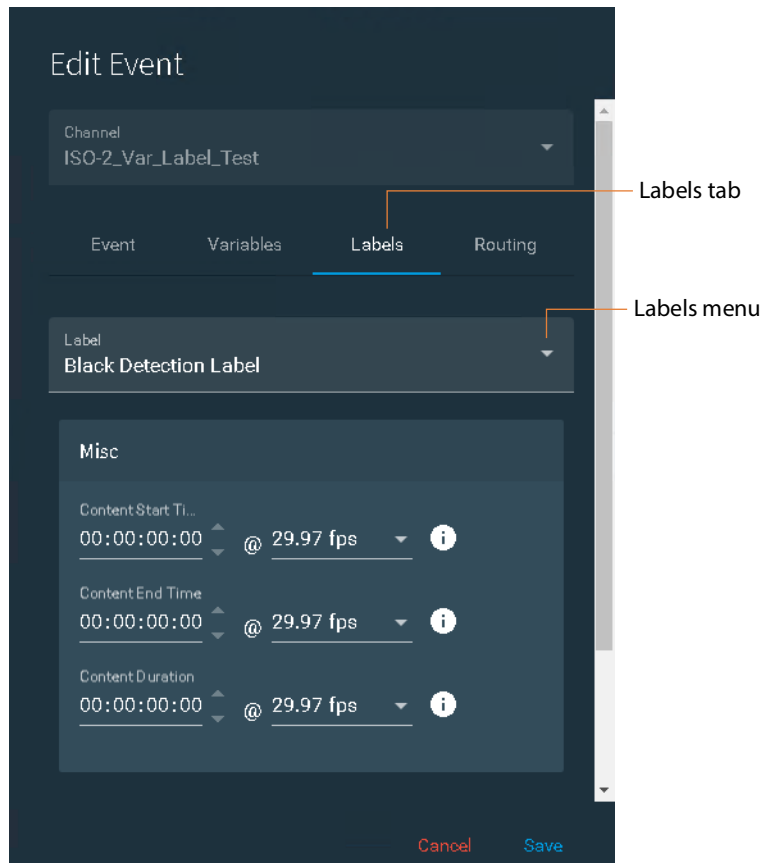 Edit Event
Channel
ISO-2_Var_Label_Test
Labels tab
Event Variables Labels Routing
Labels menu
Label
Black Detection Label
Misc
Content Start Ti...
00:00:00:00 @ 29.97 fps
Content End Time
00:00:00:00 @ 29.97 fps
Content Duration
00:00:00:00 @ 29.97 fps
Cancel Save